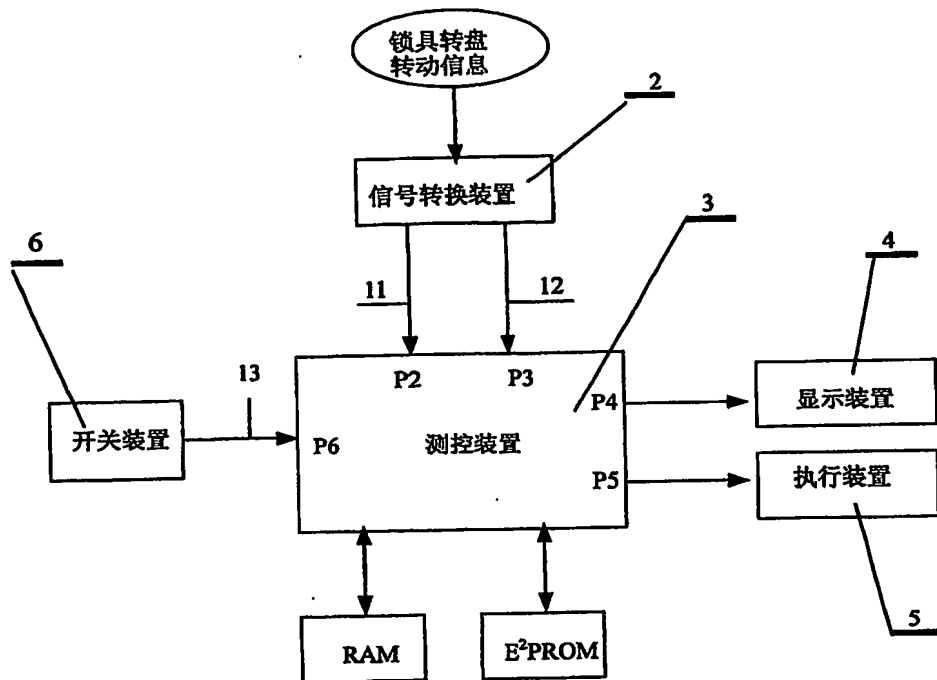 锁具转盘
转动信息
2
信号转换装置
3
6
4
11
12
13
P2
P3
P4
显示装置
开关装置
P6
测控装置
P5
执行装置
RAM
E²PROM
5